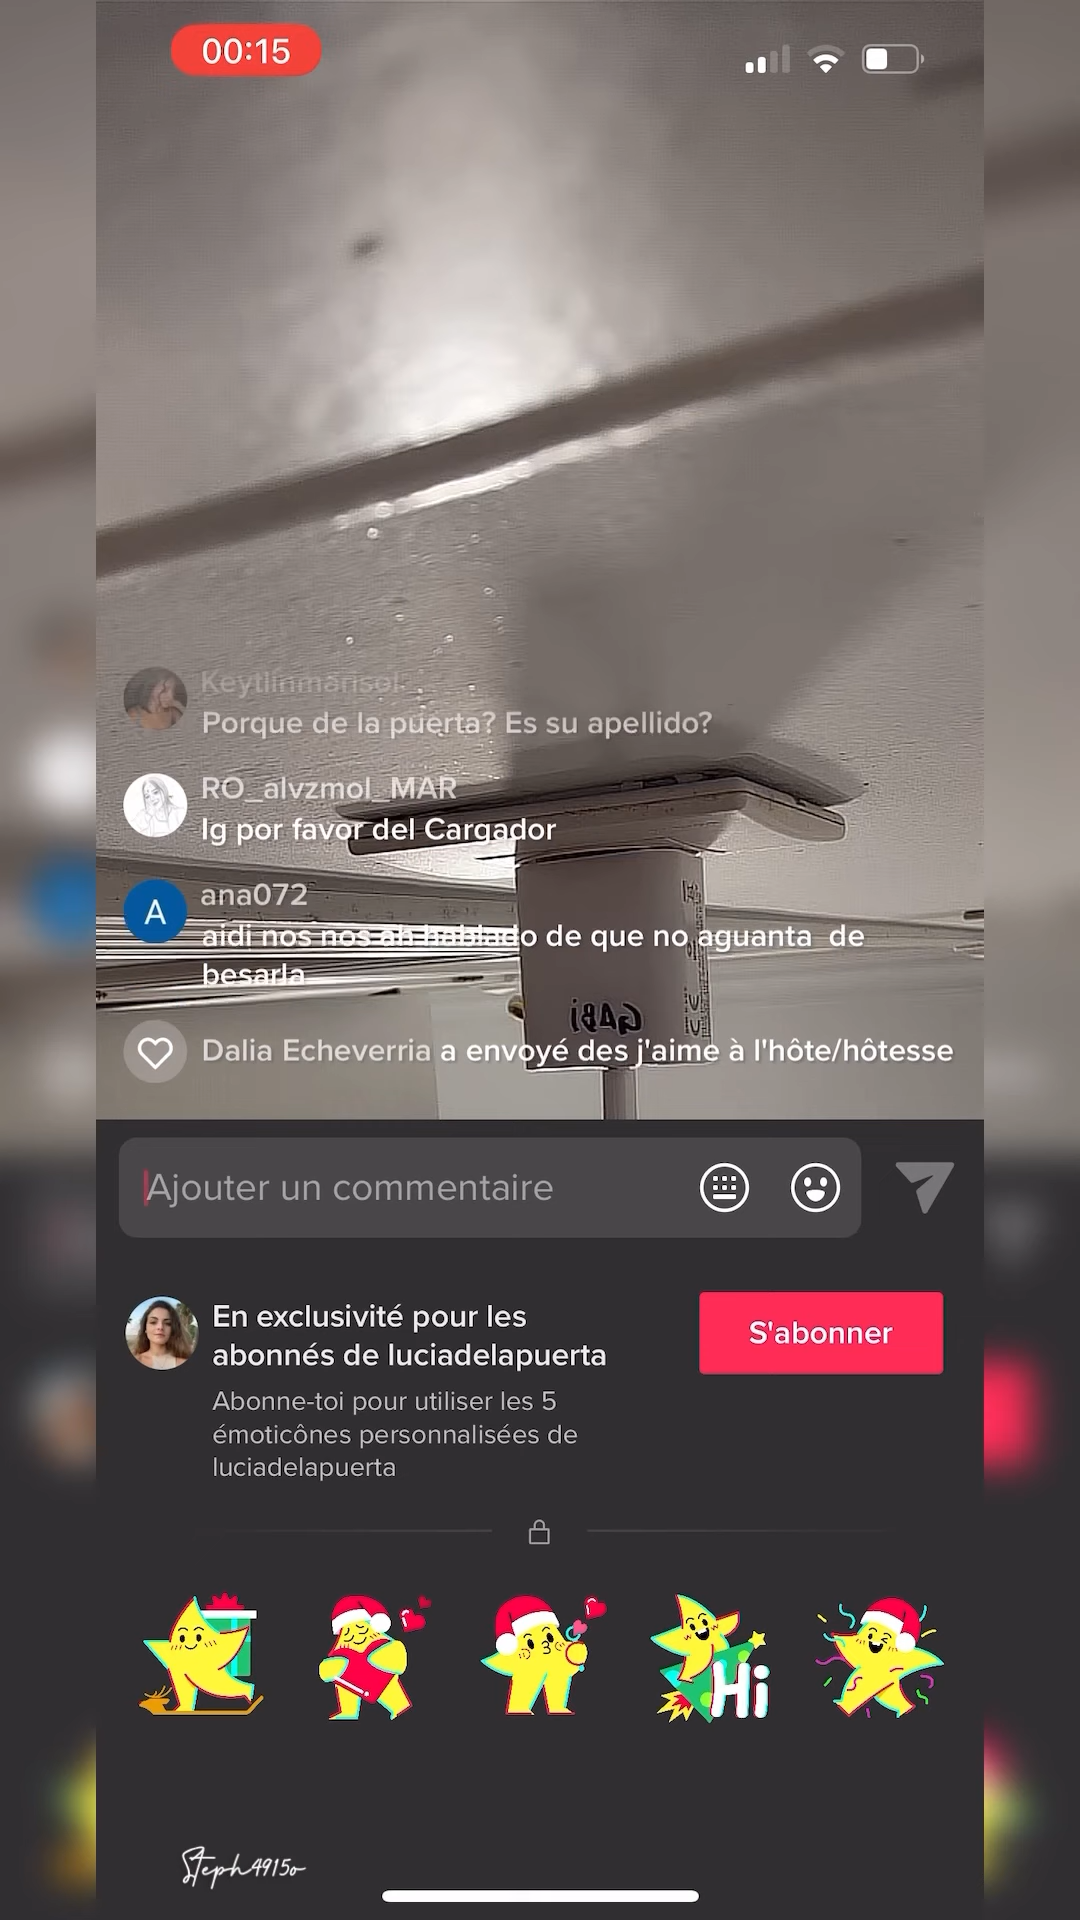 00:15
Keytlinmarisol
Porque de la puerta? Es su apellido?
RO_alvzmol_MAR
Ig por favor del Cargador
A
ana072
aidi nos nos ah hablado de que no aguanta de
besarla
GABi
Dalia Echeverria a envoyé des j'aime à l'hôte/hôtesse
Ajouter un commentaire
En exclusivité pour les
abonnés de luciadelapuerta
S'abonner
Abonne-toi pour utiliser les 5
émoticônes personnalisées de
luciadelapuerta
Hi
Steph4915o